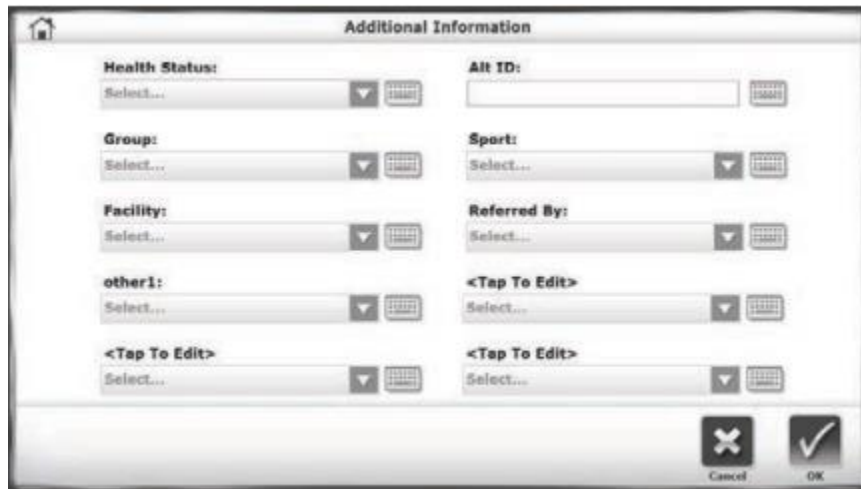 Additional Information
Health Status:
Alt ID:
Select...
Group:
Sport:
Select...
Select...
Facility:
Referred By:
Select...
Select...
other1:
<Tap To Edit>
Select...
Select...
<Tap To Edit>
<Tap To Edit>
Select...
Select...
Cancel
OK